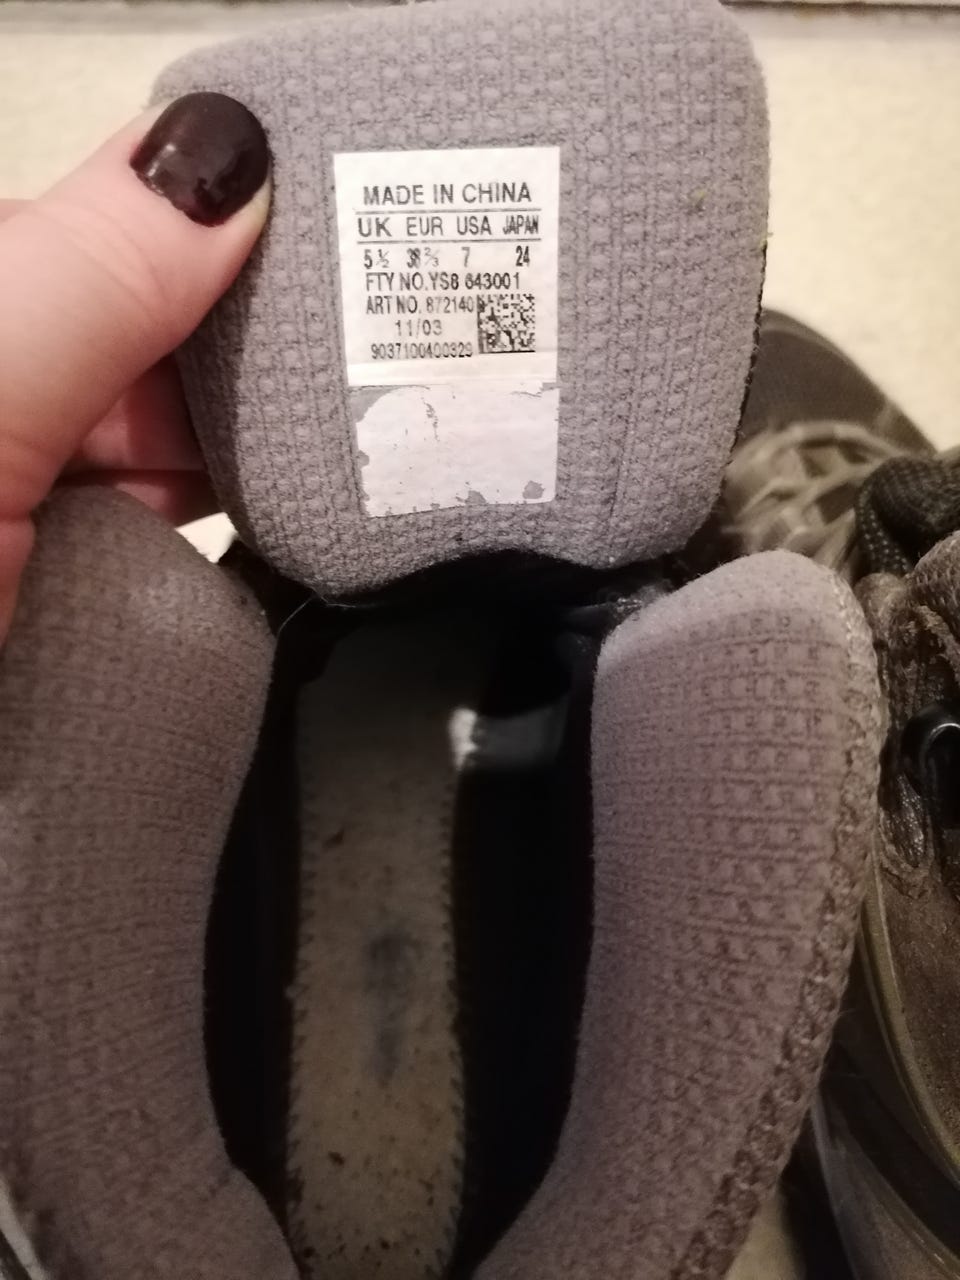 MADE IN CHINA
UK EUR USA JAPAN
5½ 38⅔ 7 24
FTY NO.YS8 643001
ART NO. 872140
11/03
9037100400329